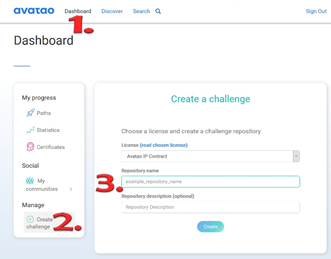 avatao Dashboard Discover Search Sign Out
1.
Dashboard
My progress
Paths
Statistics
Certificates
Social
My
communities
Manage
Create
challenge
2.
Create a challenge
Choose a license and create a challenge repository
License (read chosen license)
Avatao IP Contract
Repository name
3.
example_repository_name
Repository description (optional)
Repository Description
Create